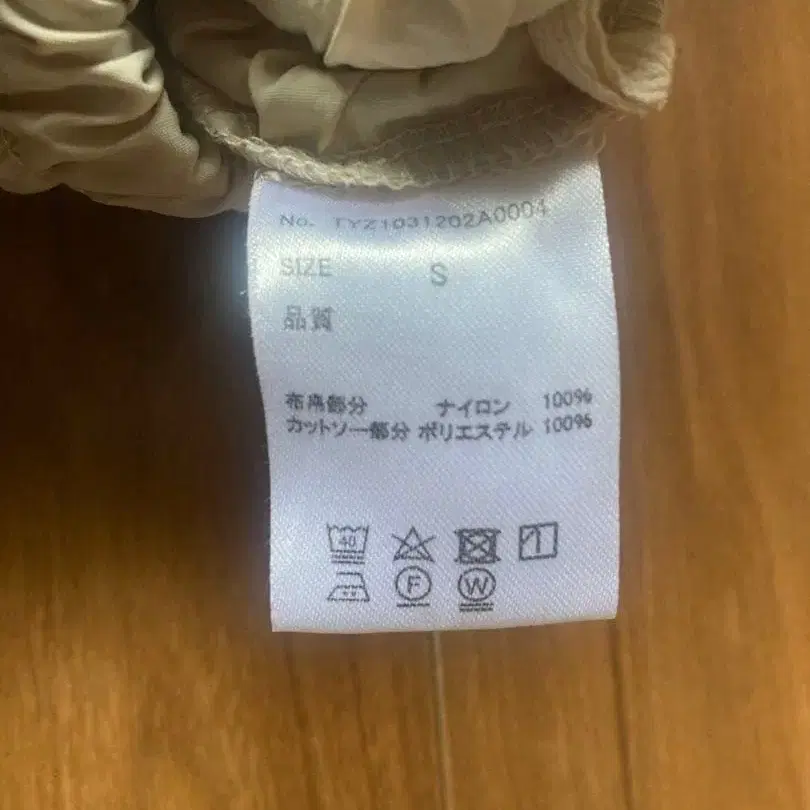 No. TYZ1031202A0004
SIZE S
品質
布帛部分 ナイロン 100%
カットソー部分 ポリエステル 100%
40
F W